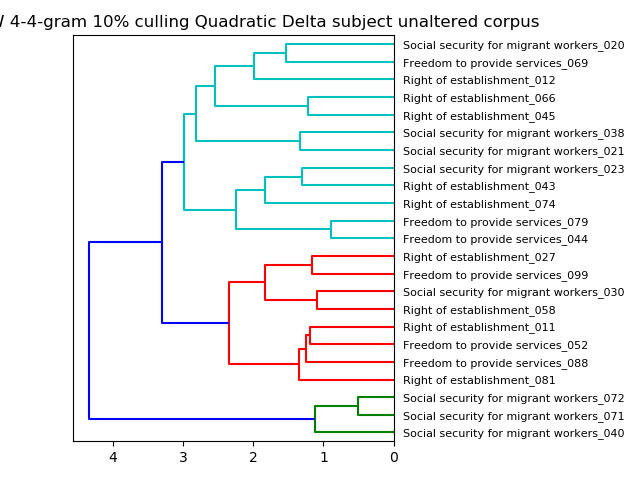 4-4-gram 10% culling Quadratic Delta subject unaltered corpus
Social security for migrant workers_020
Freedom to provide services_069
Right of establishment_012
Right of establishment_066
Right of establishment_045
Social security for migrant workers_038
Social security for migrant workers_021
Social security for migrant workers_023
Right of establishment_043
Right of establishment_074
Freedom to provide services_079
Freedom to provide services_044
Right of establishment_027
Freedom to provide services_099
Social security for migrant workers_030
Right of establishment_058
Right of establishment_011
Freedom to provide services_052
Freedom to provide services_088
Right of establishment_081
Social security for migrant workers_072
Social security for migrant workers_071
Social security for migrant workers_040
4 3 2 1 0